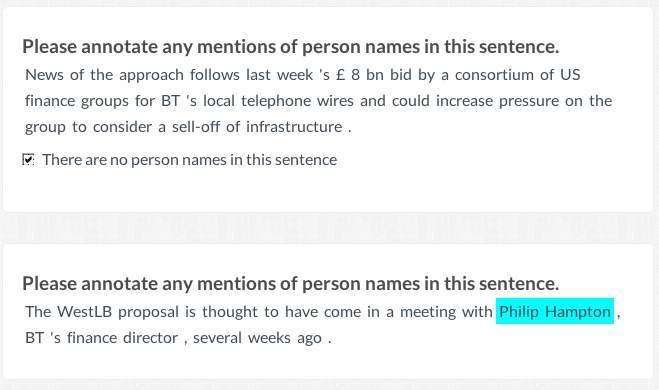 Please annotate any mentions of person names in this sentence.
News of the approach follows last week 's £ 8 bn bid by a consortium of US
finance groups for BT 's local telephone wires and could increase pressure on the
group to consider a sell-off of infrastructure .
There are no person names in this sentence
Please annotate any mentions of person names in this sentence.
The WestLB proposal is thought to have come in a meeting with Philip Hampton ,
BT 's finance director , several weeks ago .